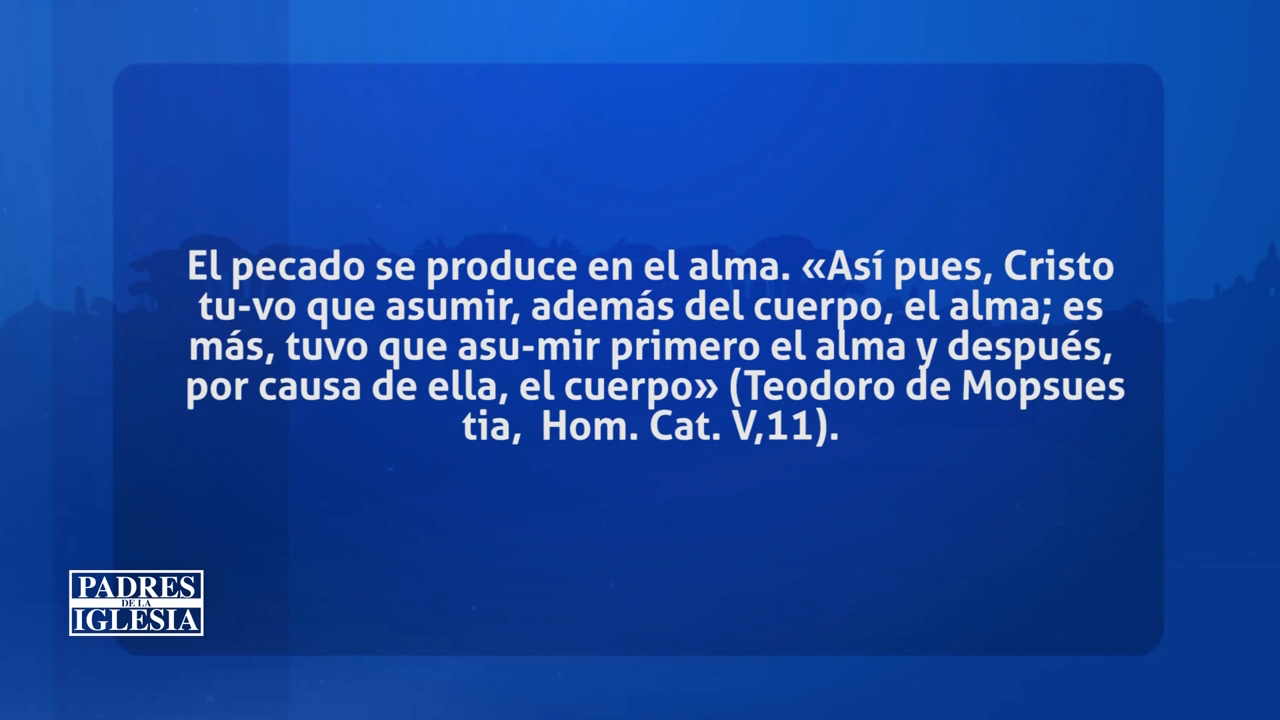 El pecado se produce en el alma. «Así pues, Cristo
tu-vo que asumir, además del cuerpo, el alma; es
más, tuvo que asu-mir primero el alma y después,
por causa de ella, el cuerpo» (Teodoro de Mopsues
tia,  Hom. Cat. V,11).
PADRES
DE LA
IGLESIA